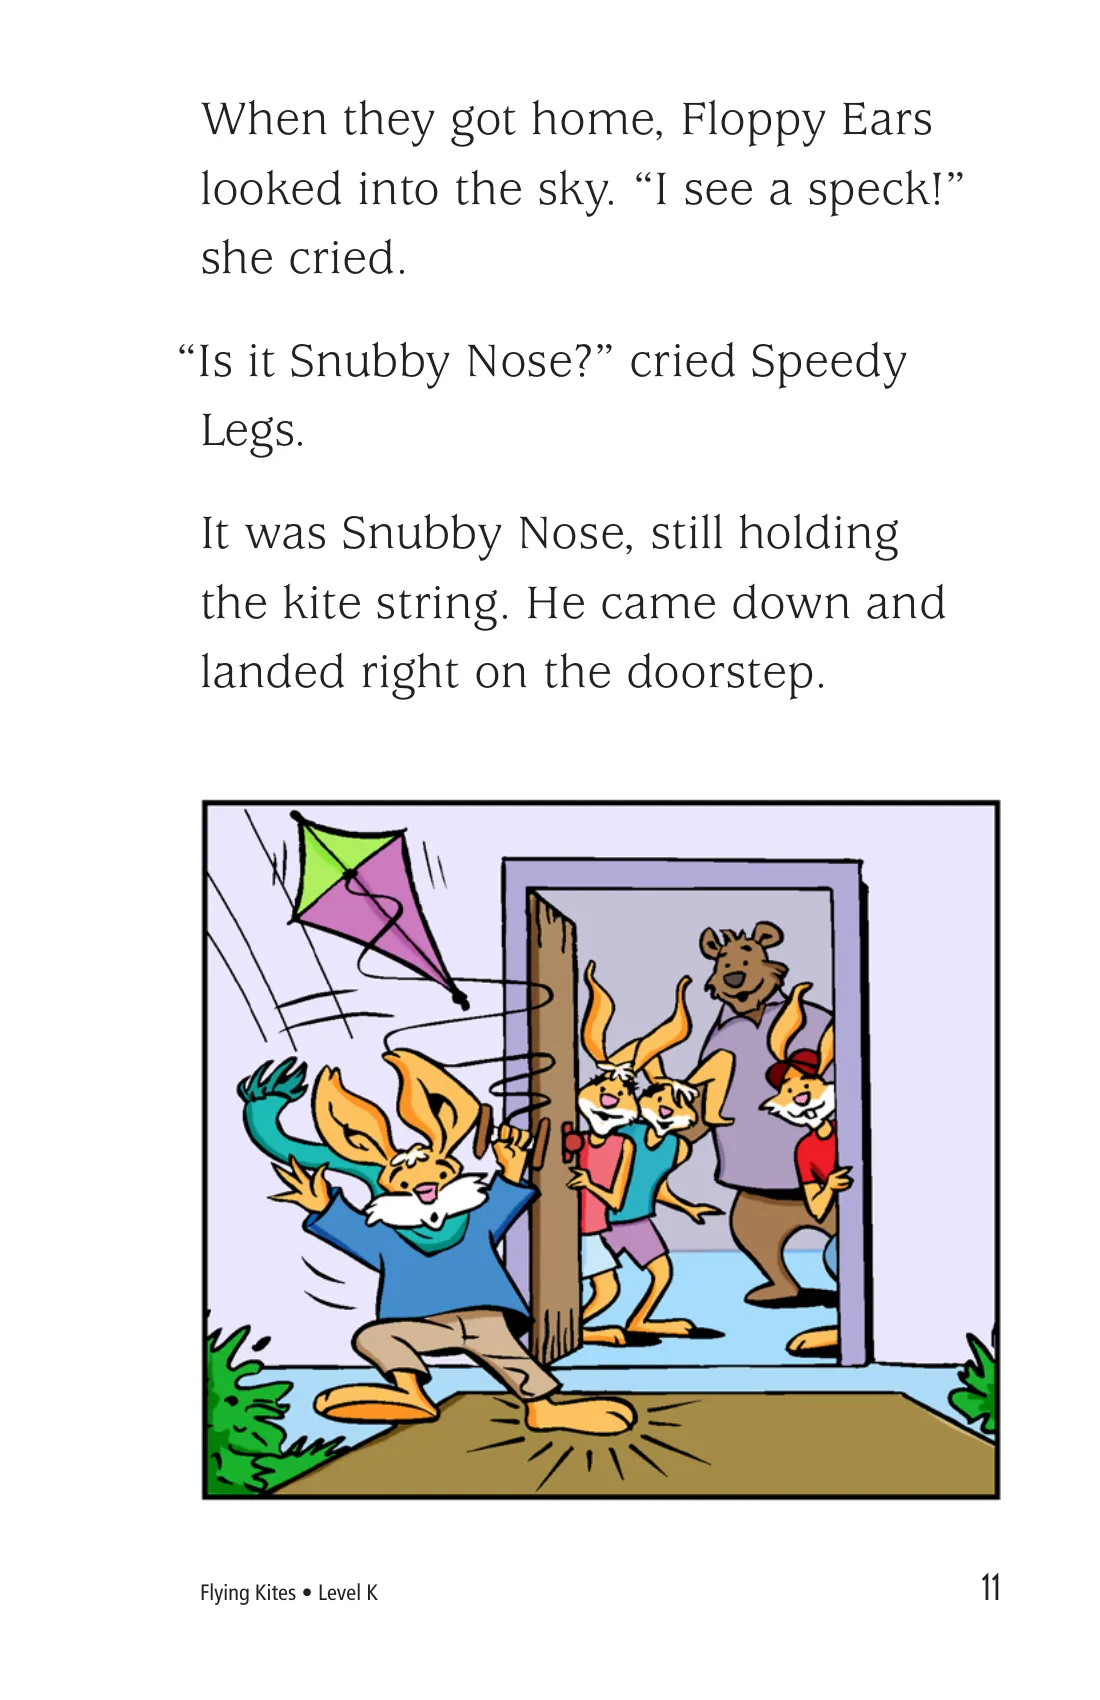 When they got home, Floppy Ears
looked into the sky. “I see a speck!”
she cried.
“Is it Snubby Nose?” cried Speedy
Legs.
It was Snubby Nose, still holding
the kite string. He came down and
landed right on the doorstep.
Flying Kites • Level K
11